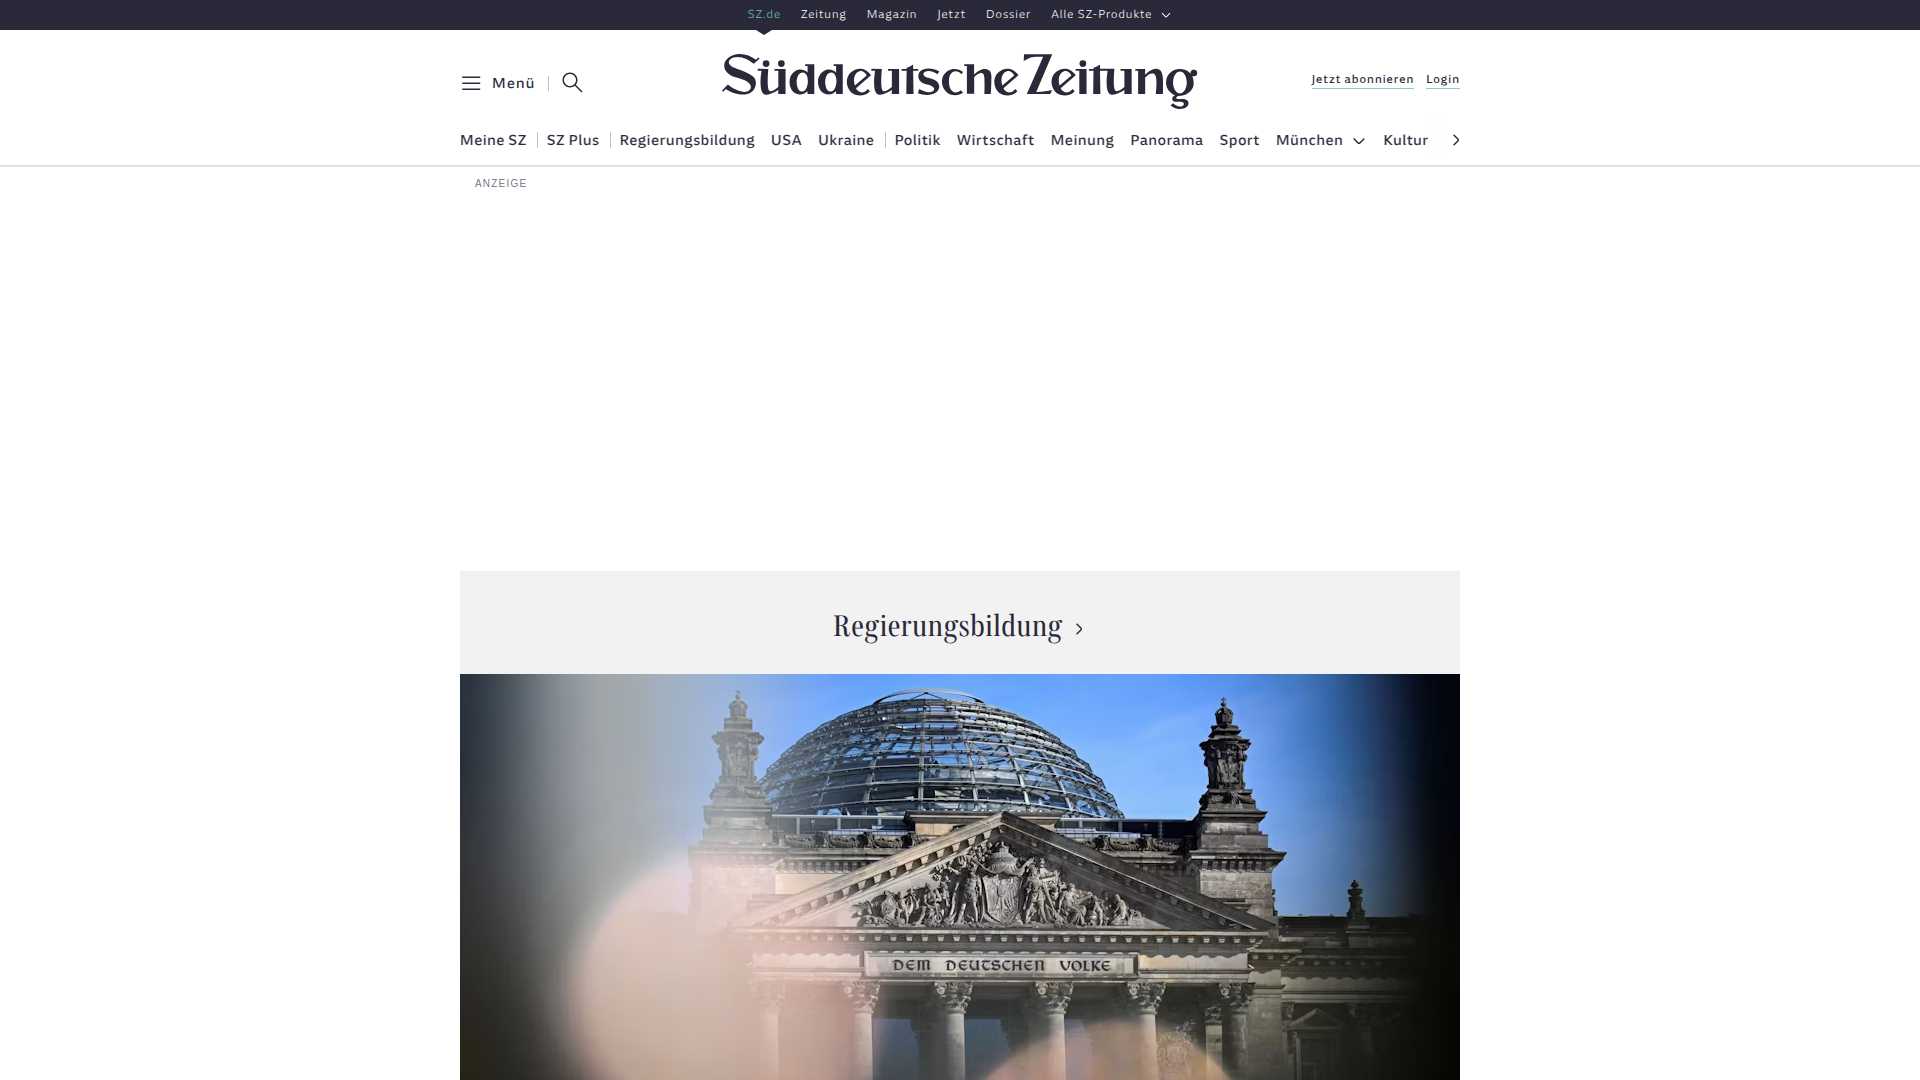 SZ.de Zeitung Magazin Jetzt Dossier Alle SZ-Produkte
Menü
Süddeutsche Zeitung
Jetzt abonnieren Login
Meine SZ SZ Plus Regierungsbildung USA Ukraine Politik Wirtschaft Meinung Panorama Sport München Kultur
ANZEIGE
Regierungsbildung
DEM DEUTSCHEN VOLKE